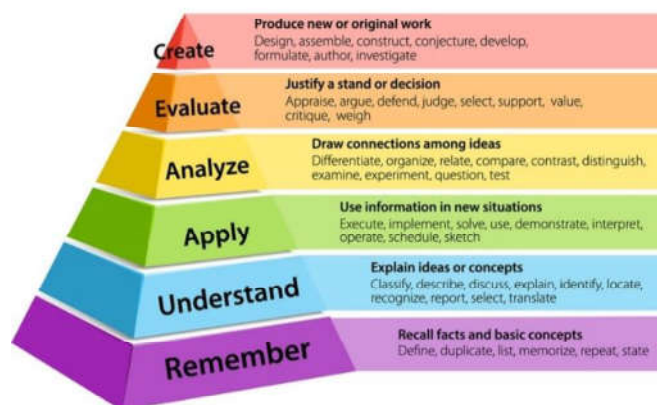 Create
Produce new or original work
Design, assemble, construct, conjecture, develop,
formulate, author, investigate
Evaluate
Justify a stand or decision
Appraise, argue, defend, judge, select, support, value,
critique, weigh
Analyze
Draw connections among ideas
Differentiate, organize, relate, compare, contrast, distinguish,
examine, experiment, question, test
Apply
Use information in new situations
Execute, implement, solve, use, demonstrate, interpret,
operate, schedule, sketch
Understand
Explain ideas or concepts
Classify, describe, discuss, explain, identify, locate,
recognize, report, select, translate
Remember
Recall facts and basic concepts
Define, duplicate, list, memorize, repeat, state